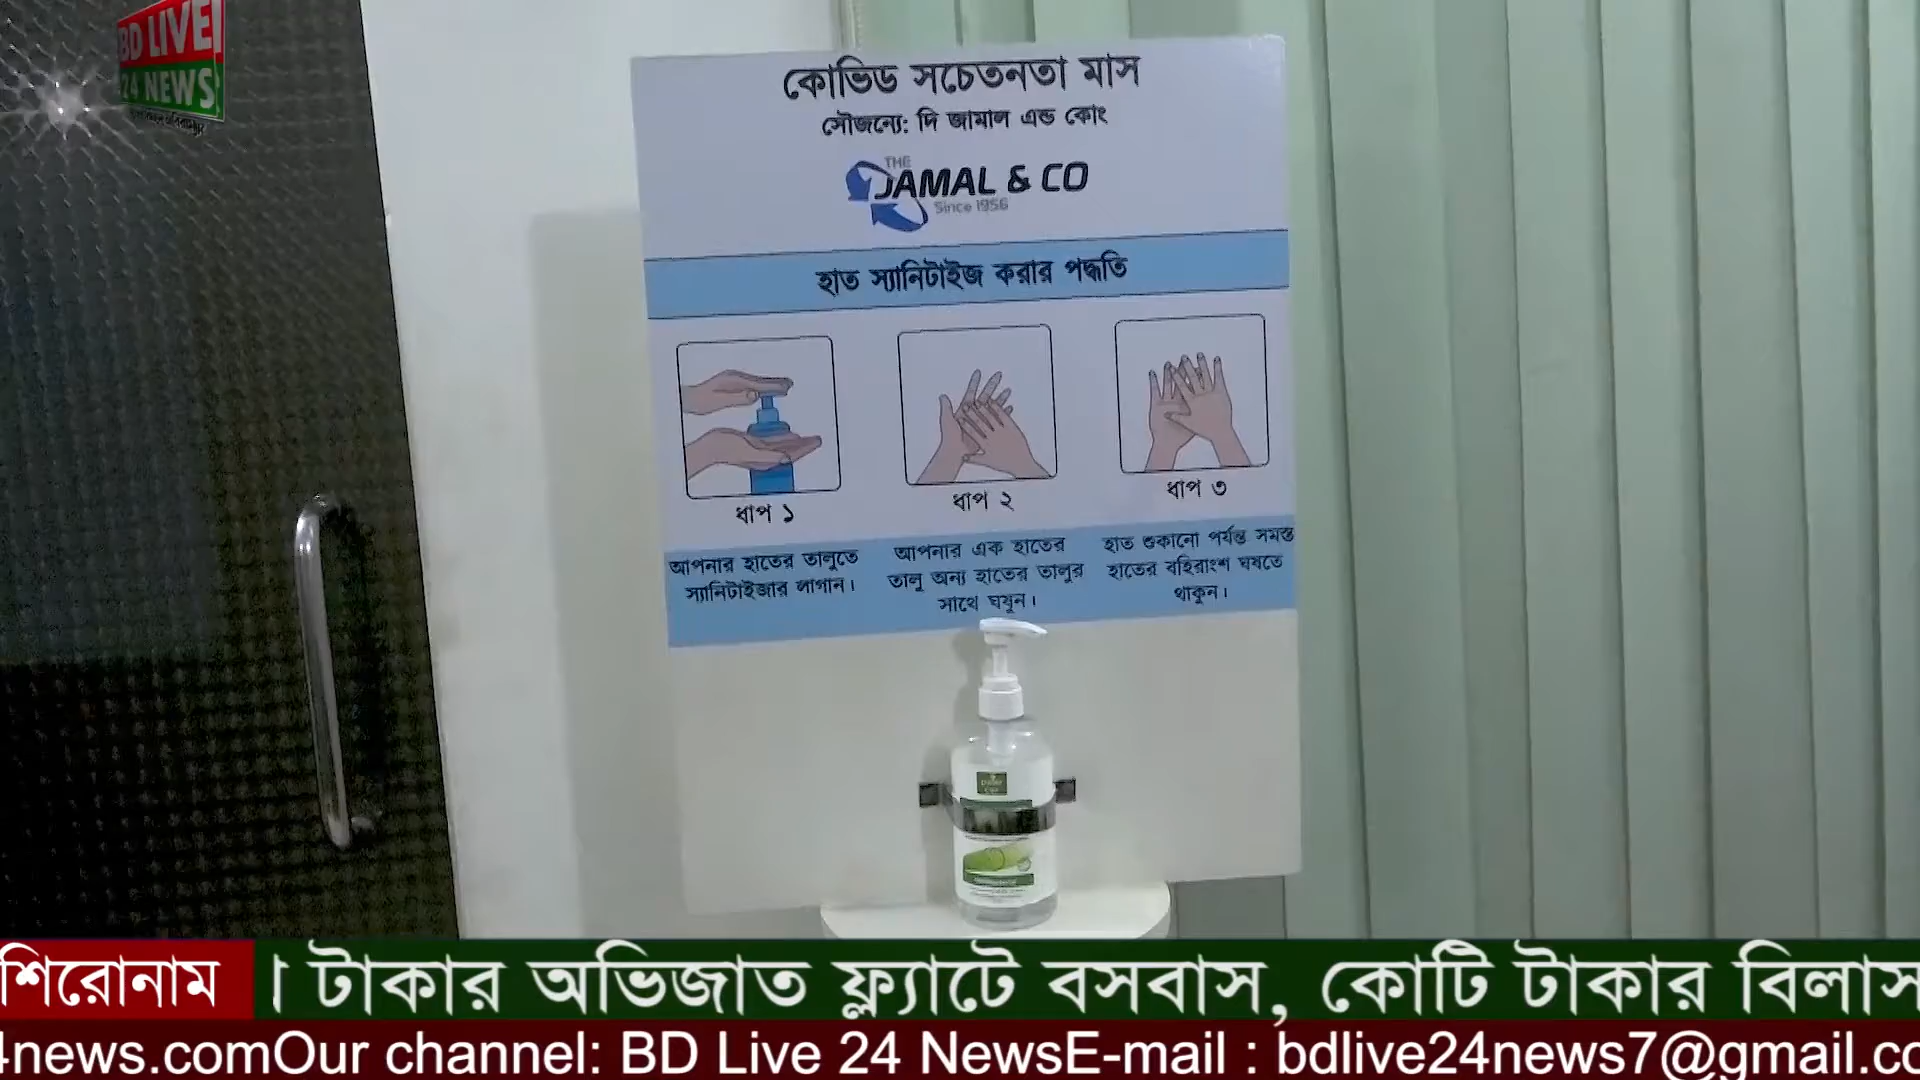 BD LIVE
24 NEWS
কোভিড সচেতনতা মাস
সৌজন্যে: দি জামাল এন্ড কোং
THE
JAMAL & CO
Since 1956
হাত স্যানিটাইজ করার পদ্ধতি
ধাপ ১
ধাপ ২
ধাপ ৩
আপনার হাতের তালুতে
স্যানিটাইজার লাগান।
আপনার এক হাতের
তালু অন্য হাতের তালুর
সাথে ঘষুন।
হাত শুকানো পর্যন্ত সমস্ত
হাতের বহিরাংশ ঘষতে
থাকুন।
শিরোনাম
টাকার অভিজাত ফ্ল্যাটে বসবাস, কোটি টাকার বিলাস
4news.comOur channel: BD Live 24 NewsE-mail : bdlive24news7@gmail.co